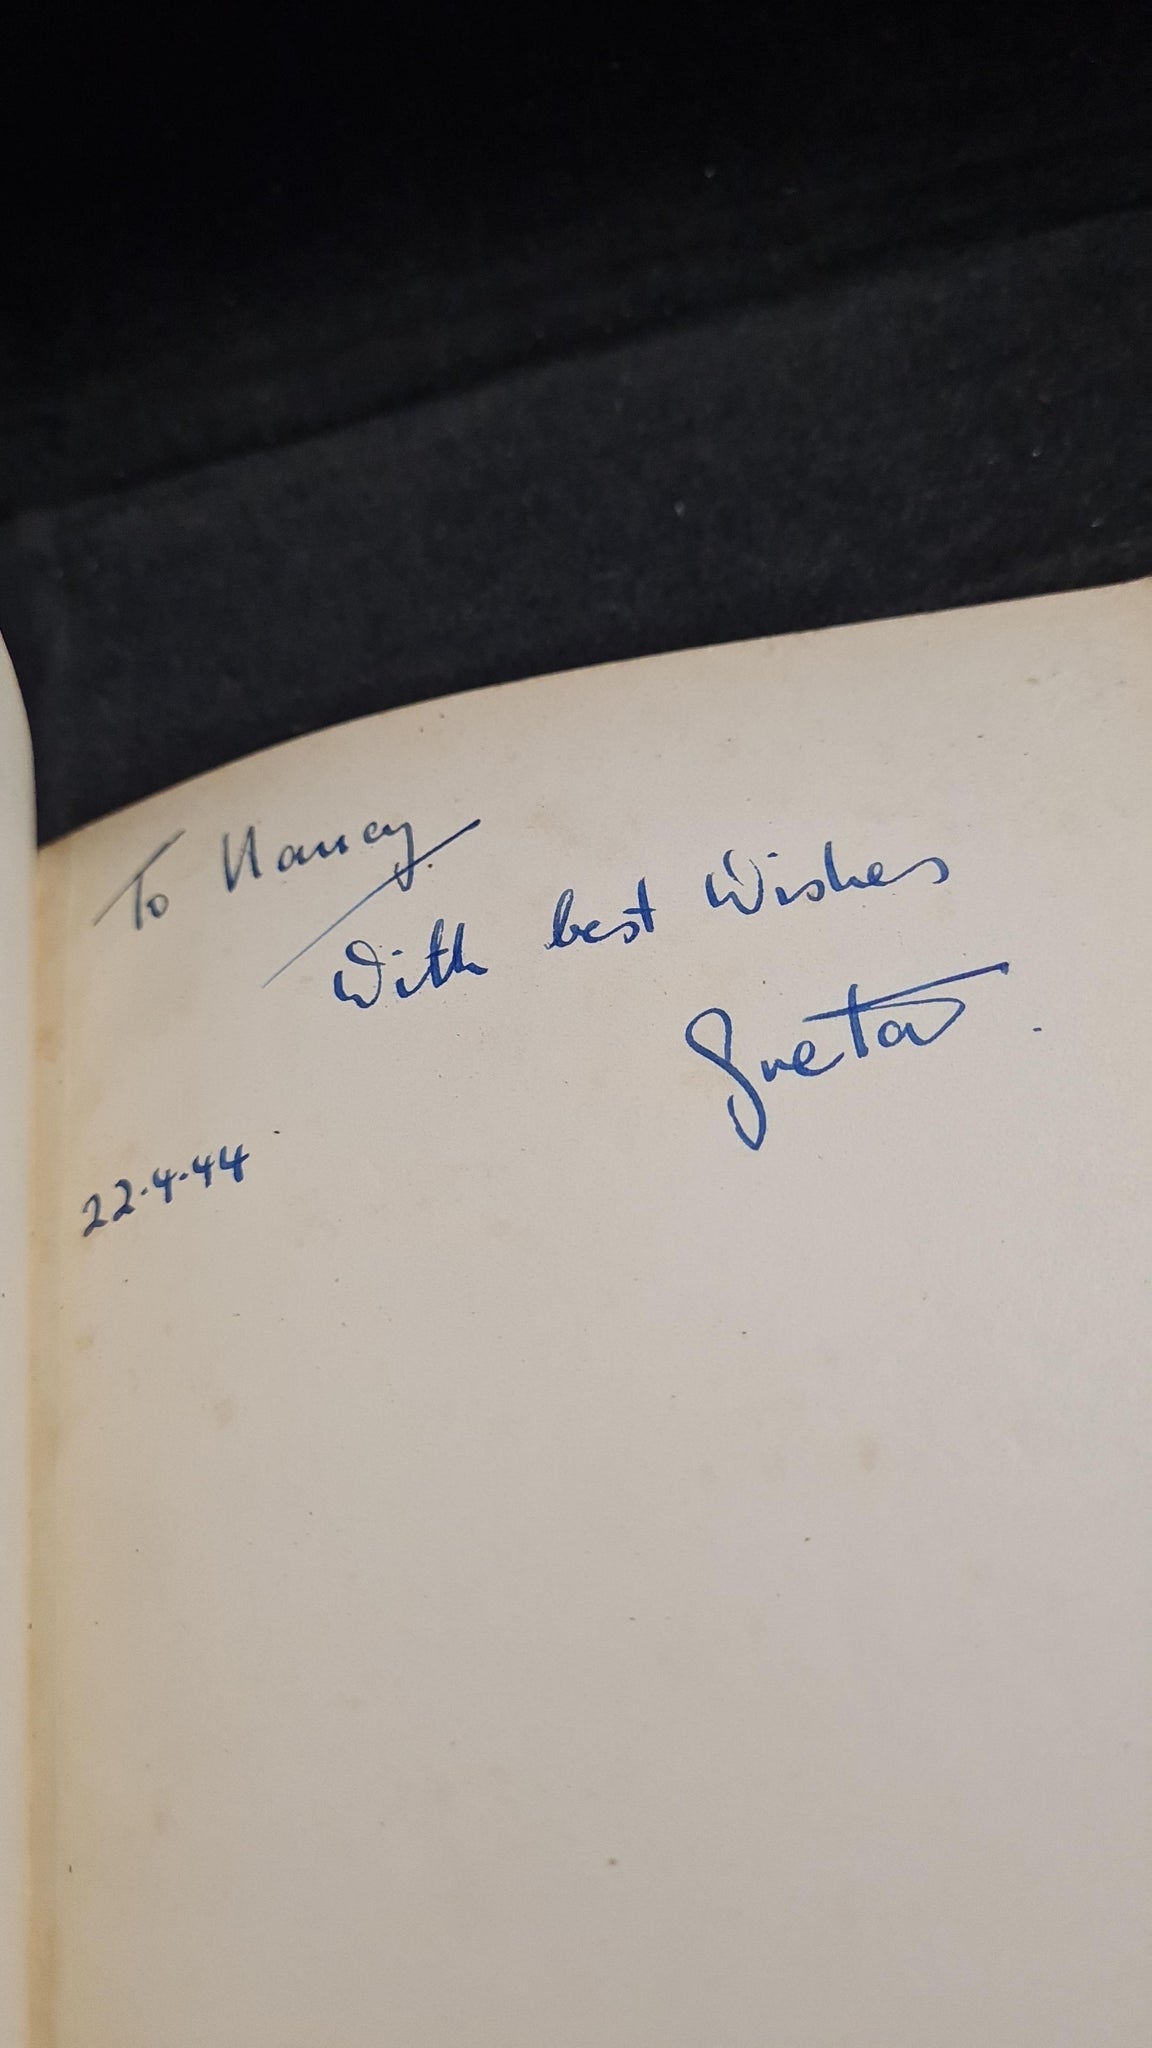 To Nancy.
With best Wishes
Greta.
22.4.44